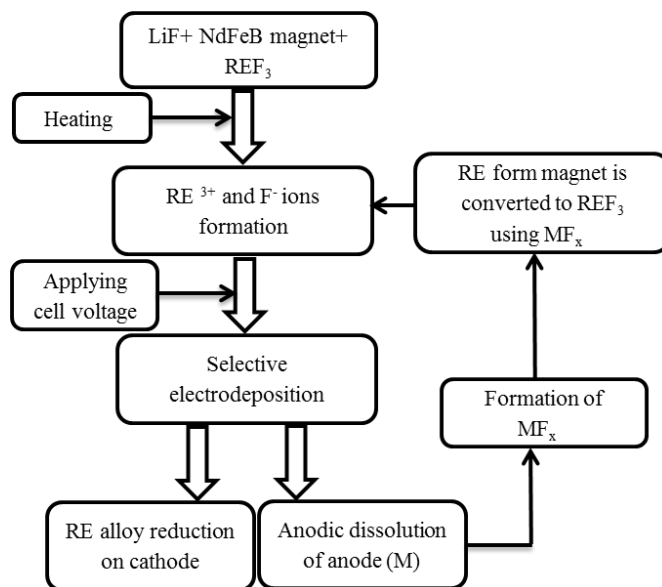 LiF+ NdFeB magnet+
REF₃
Heating
RE ³⁺ and F⁻ ions
formation
RE form magnet is
converted to REF₃
using MFₓ
Applying
cell voltage
Selective
electrodeposition
Formation of
MFₓ
RE alloy reduction
on cathode
Anodic dissolution
of anode (M)